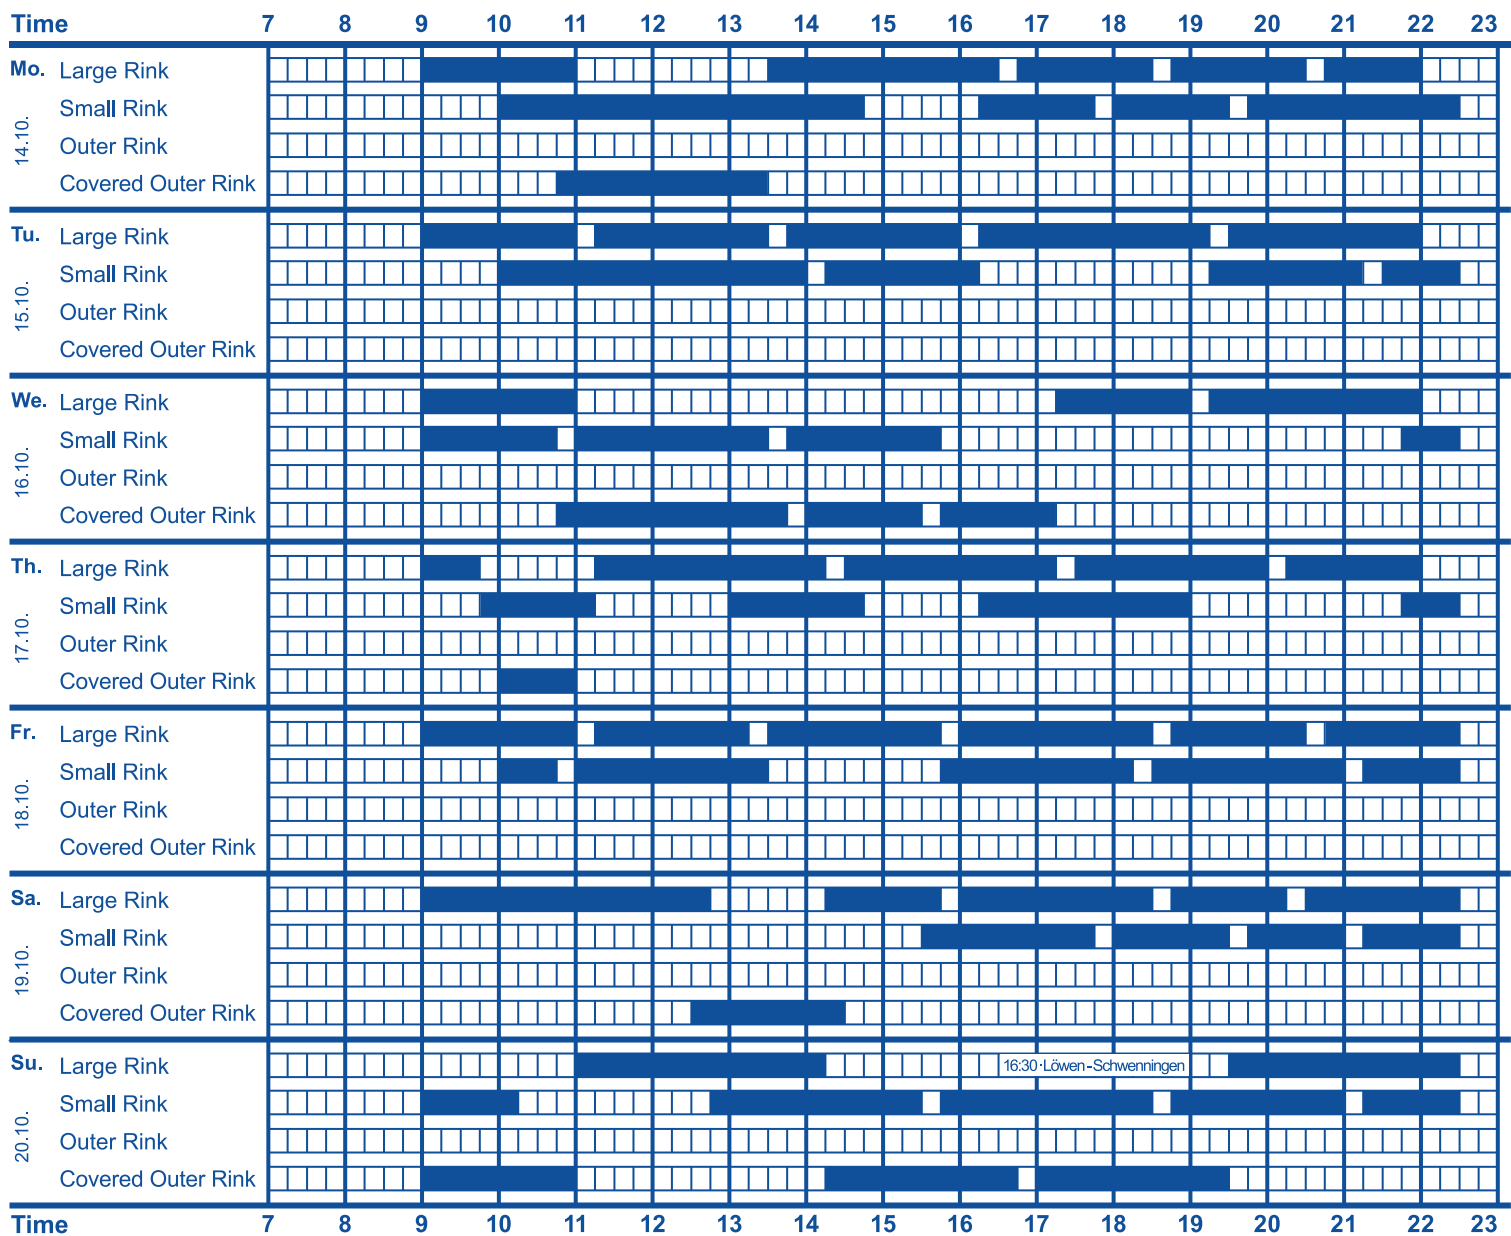 Time 7 8 9 10 11 12 13 14 15 16 17 18 19 20 21 22 23
Mo. Large Rink
Small Rink
14.10.
Outer Rink
Covered Outer Rink
Tu. Large Rink
Small Rink
15.10.
Outer Rink
Covered Outer Rink
We. Large Rink
Small Rink
16.10.
Outer Rink
Covered Outer Rink
Th. Large Rink
Small Rink
17.10.
Outer Rink
Covered Outer Rink
Fr. Large Rink
Small Rink
18.10.
Outer Rink
Covered Outer Rink
Sa. Large Rink
Small Rink
19.10.
Outer Rink
Covered Outer Rink
Su. Large Rink 16:30·Löwen-Schwenningen
Small Rink
20.10.
Outer Rink
Covered Outer Rink
Time 7 8 9 10 11 12 13 14 15 16 17 18 19 20 21 22 23